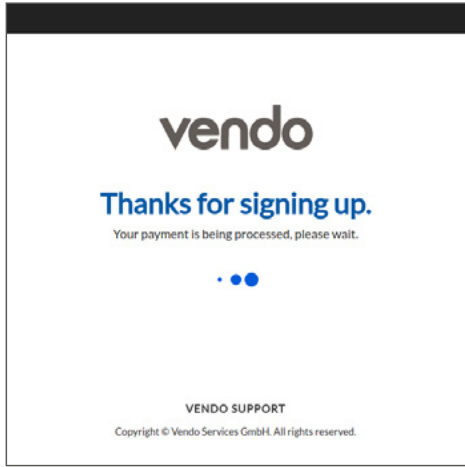 vendo
Thanks for signing up.
Your payment is being processed, please wait.
VENDO SUPPORT
Copyright © Vendo Services GmbH. All rights reserved.